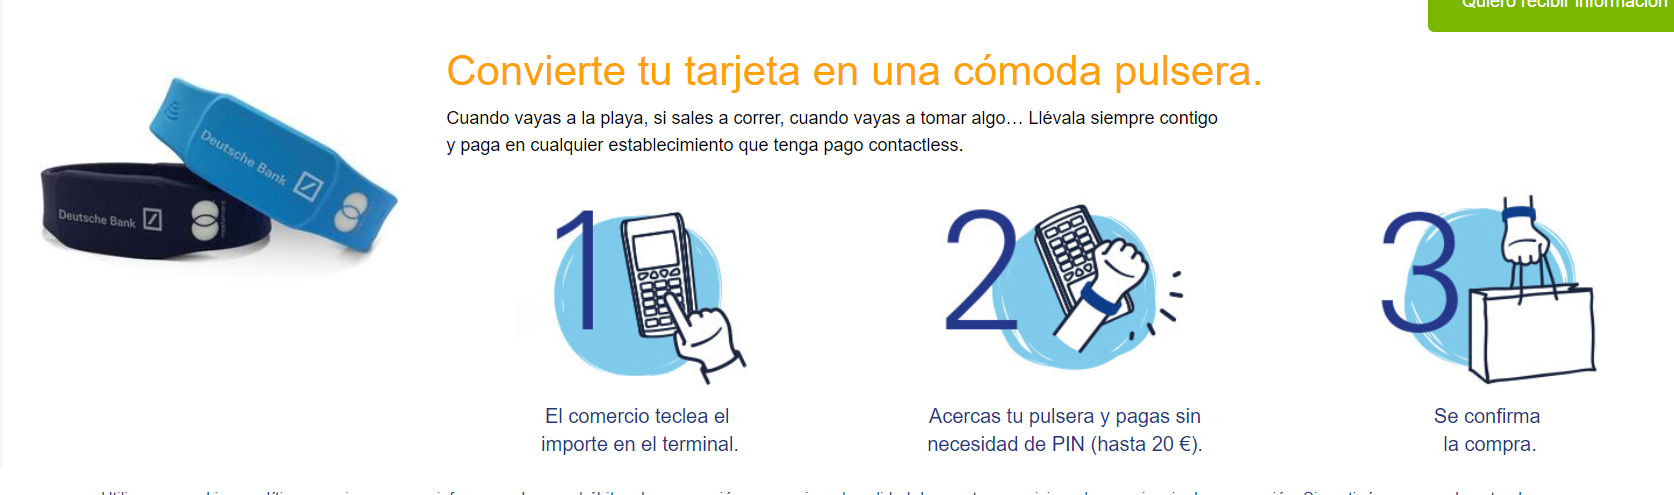 Quiero recibir información
Convierte tu tarjeta en una cómoda pulsera.
Cuando vayas a la playa, si sales a correr, cuando vayas a tomar algo… Llévala siempre contigo
y paga en cualquier establecimiento que tenga pago contactless.
Deutsche Bank
Deutsche Bank
1
2
3
El comercio teclea el
importe en el terminal.
Acercas tu pulsera y pagas sin
necesidad de PIN (hasta 20 €).
Se confirma
la compra.